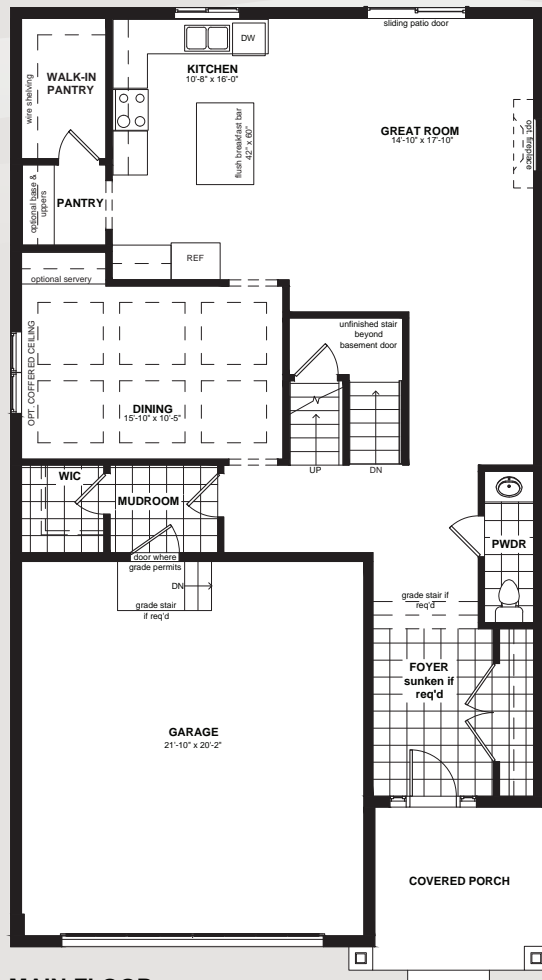 sliding patio door
DW
KITCHEN
10'-8" x 16'-0"
WALK-IN
PANTRY
wire shelving
GREAT ROOM
14'-10" x 17'-10"
opt. fireplace
flush breakfast bar
42" x 60"
optional base &
uppers
PANTRY
REF
optional servery
OPT. COFFERED CEILING
unfinished stair
beyond
basement door
DINING
15'-10" x 10'-5"
UP
DN
WIC
MUDROOM
PWDR
door where
grade permits
DN
grade stair
if req'd
grade stair if
req'd
FOYER
sunken if
req'd
GARAGE
21'-10" x 20'-2"
COVERED PORCH
MAIN FLOOR